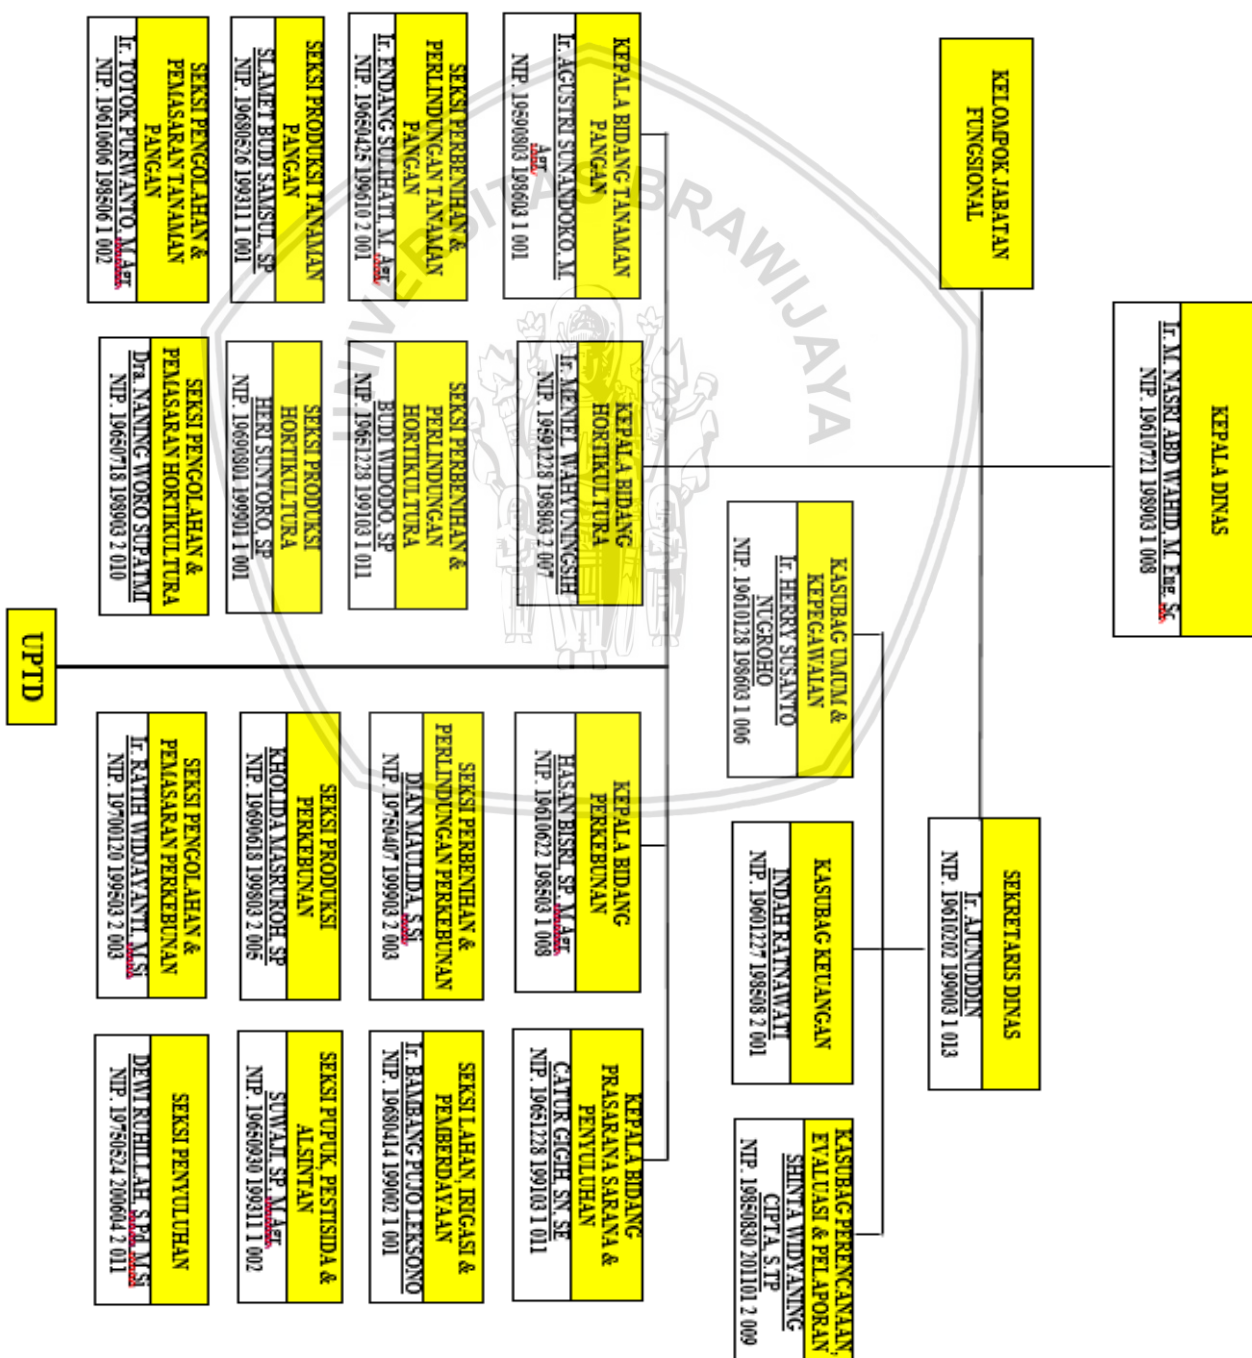 KEPALA DINAS
Ir. M. NASRI ABD WAHID, M. Eng. Sc
NIP. 19610721 198903 1 008
KELOMPOK JABATAN
FUNGSIONAL
SEKRETARIS DINAS
Ir. AJUNUDDIN
NIP. 19610202 199003 1 013
KASUBAG UMUM &
KEPEGAWAIAN
Ir. HERRY SUSANTO
NUGROHO
NIP. 19610128 198603 1 006
KASUBAG KEUANGAN
INDAH RATNAWATI
NIP. 19601227 198508 2 001
KASUBAG PERENCANAAN,
EVALUASI & PELAPORAN
SHINTA WIDYANING
CIPTA, S.TP
NIP. 19850830 201101 2 009
KEPALA BIDANG TANAMAN
PANGAN
Ir. AGUSTRI SUNANDOKO, M
Agr
NIP. 19590803 198603 1 001
KEPALA BIDANG
HORTIKULTURA
Ir. MENIEL WAHYUNINGSIH
NIP. 19591228 198803 2 007
KEPALA BIDANG
PERKEBUNAN
HASAN BISRI, SP, M.Agr
NIP. 19610622 198503 1 008
KEPALA BIDANG
PRASARANA SARANA &
PENYULUHAN
CATUR GIGIH, SN, SE
NIP. 19651228 199103 1 011
SEKSI PERBENIHAN &
PERLINDUNGAN TANAMAN
PANGAN
Ir. ENDANG SULIHATI, M. Agr
NIP. 19650425 199610 2 001
SEKSI PERBENIHAN &
PERLINDUNGAN
HORTIKULTURA
BUDI WIDODO, SP
NIP. 19651228 199103 1 011
SEKSI PERBENIHAN &
PERLINDUNGAN PERKEBUNAN
DIAN MAULIDA, S.Si
NIP. 19750407 199903 2 003
SEKSI LAHAN, IRIGASI &
PEMBERDAYAAN
Ir. BAMBANG PUJO LEKSONO
NIP. 19680414 199002 1 001
SEKSI PRODUKSI TANAMAN
PANGAN
SLAMET BUDI SAMSUL, SP
NIP. 19680526 199311 1 001
SEKSI PRODUKSI
HORTIKULTURA
HERI SUNTORO, SP
NIP. 19690801 199901 1 001
SEKSI PRODUKSI
PERKEBUNAN
KHOLIDA MASRUROH, SP
NIP. 19690618 199803 2 005
SEKSI PUPUK, PESTISIDA &
ALSINTAN
SUWAJI, SP, M.Agr
NIP. 19650930 199311 1 002
SEKSI PENGOLAHAN &
PEMASARAN TANAMAN
PANGAN
Ir. TOTOK PURWANTO, M.Agr
NIP. 19610606 198506 1 002
SEKSI PENGOLAHAN &
PEMASARAN HORTIKULTURA
Dra. NANING WORO SUPATMI
NIP. 19650718 198903 2 010
SEKSI PENGOLAHAN &
PEMASARAN PERKEBUNAN
Ir. RATIH WIDJAYANTI, M.Si
NIP. 19700120 199503 2 003
SEKSI PENYULUHAN
DEWI RUHILLAH, S.Pd, M.Si
NIP. 19750524 200604 2 011
UPTD
UNIVERSITAS BRAWIJAYA